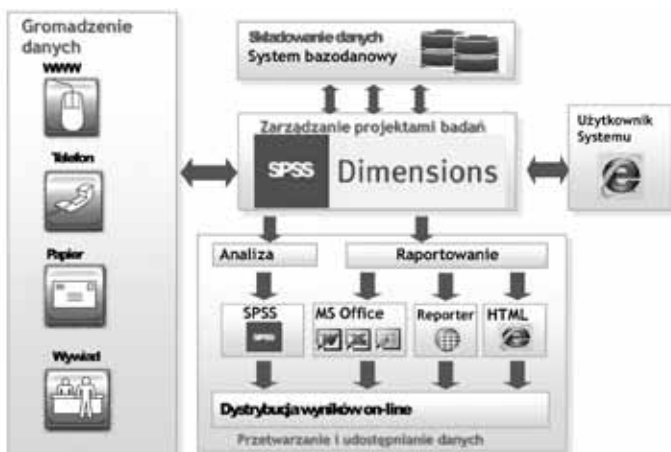 Gromadzenie
danych
WWW
Telefon
Papier
Wywiad
Składowanie danych
System bazodanowy
Zarządzanie projektami badań
SPSS Dimensions
Użytkownik
Systemu
Analiza
Raportowanie
SPSS
SPSS
MS Office
Reporter
HTML
Dystrybucja wyników on-line
Przetwarzanie i udostępnianie danych